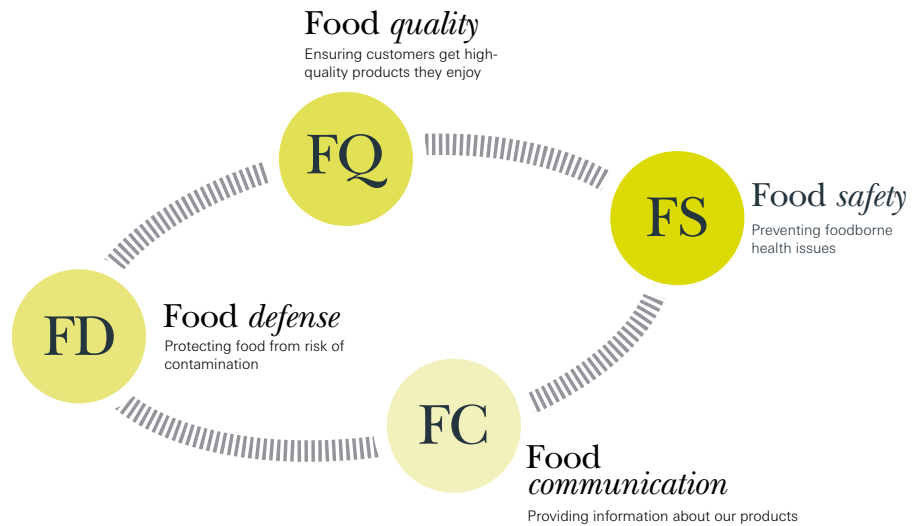 Food quality
Ensuring customers get high-
quality products they enjoy
FQ
FS
Food safety
Preventing foodborne
health issues
FD
Food defense
Protecting food from risk of
contamination
FC
Food
communication
Providing information about our products